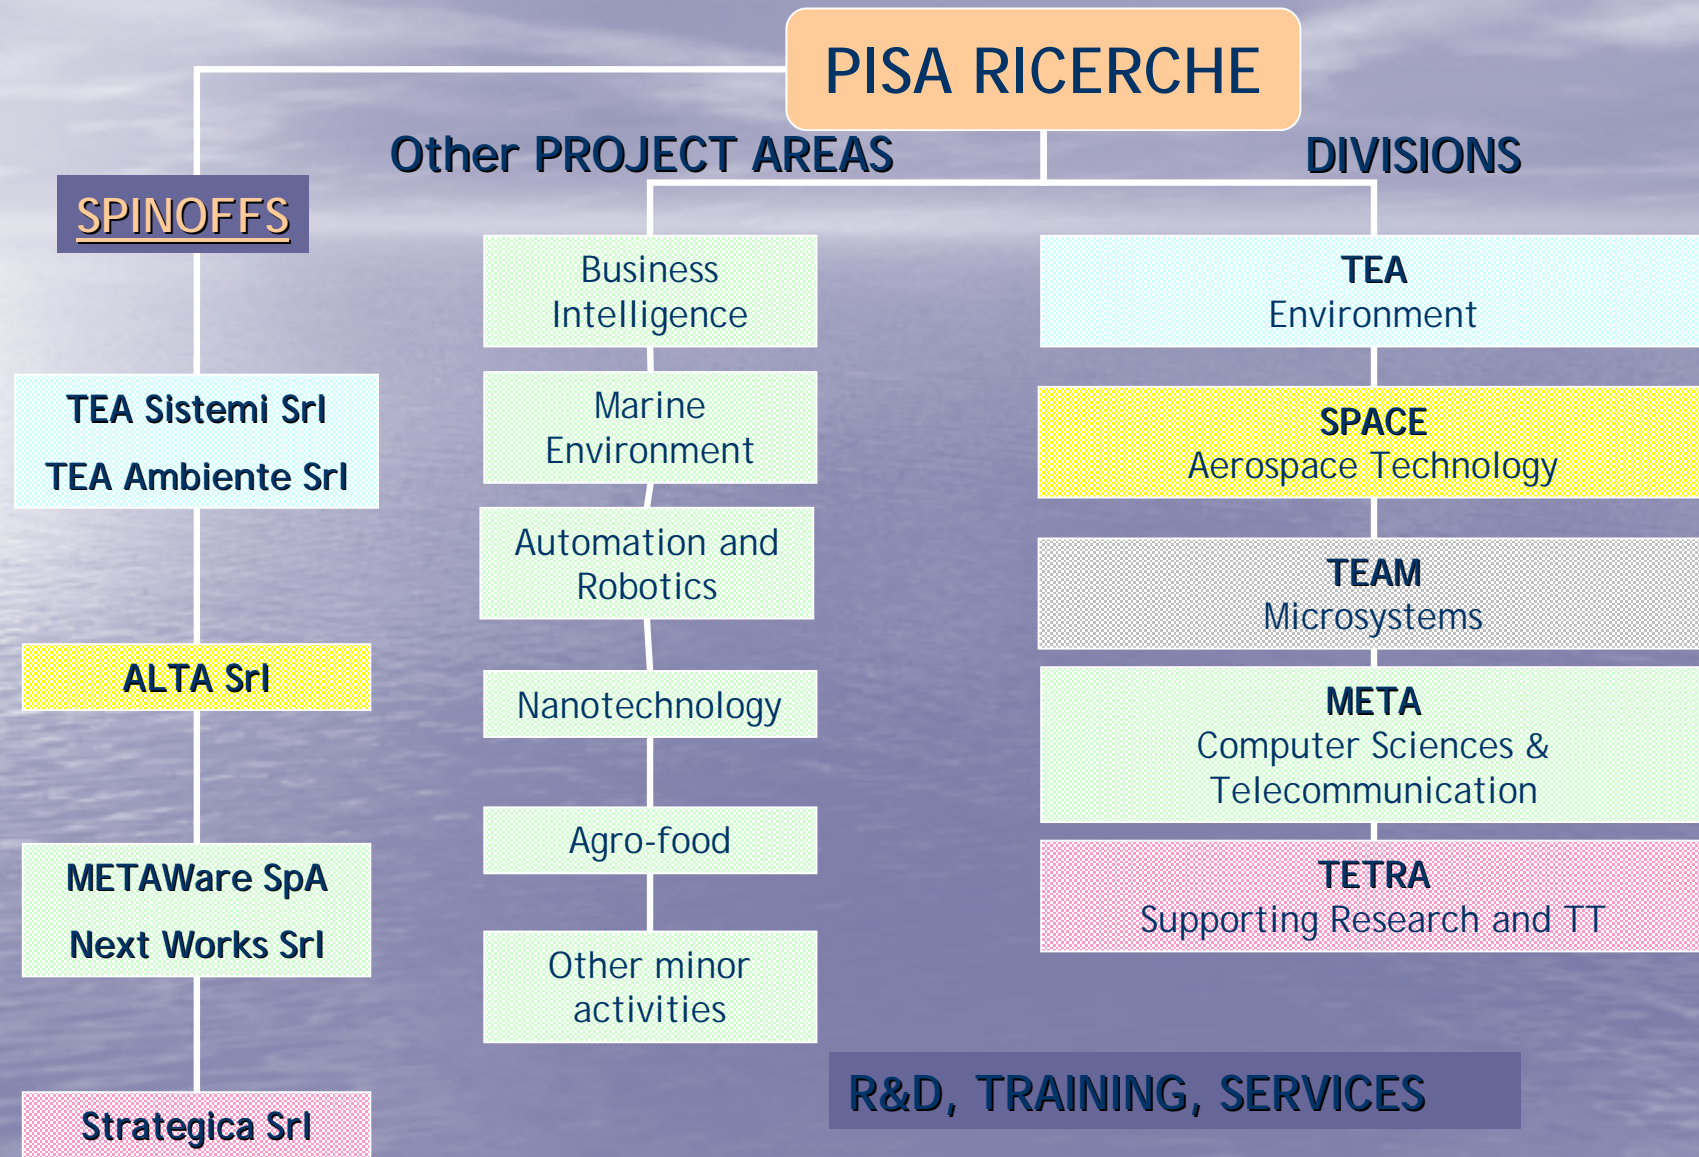 PISA RICERCHE
Other PROJECT AREAS
DIVISIONS
SPINOFFS
TEA Sistemi Srl
TEA Ambiente Srl
ALTA Srl
METAWare SpA
Next Works Srl
Strategica Srl
Business
Intelligence
Marine
Environment
Automation and
Robotics
Nanotechnology
Agro-food
Other minor
activities
TEA
Environment
SPACE
Aerospace Technology
TEAM
Microsystems
META
Computer Sciences &
Telecommunication
TETRA
Supporting Research and TT
R&D, TRAINING, SERVICES